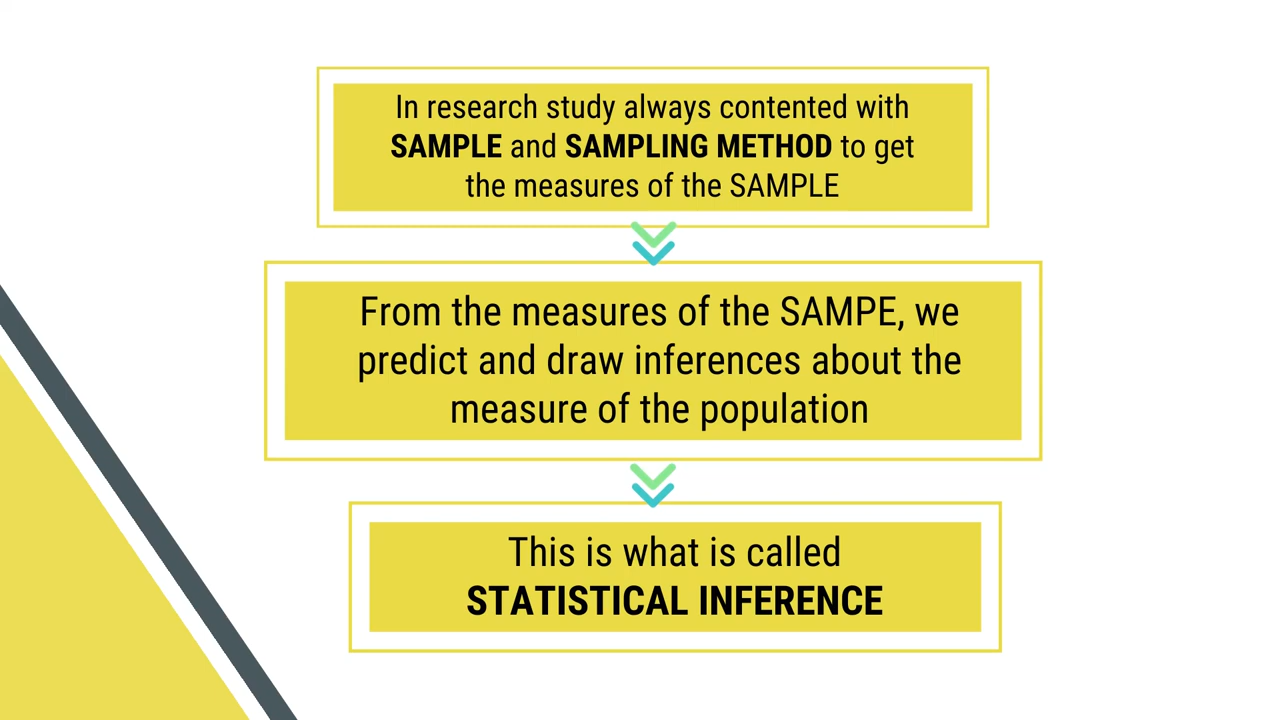 In research study always contented with
SAMPLE and SAMPLING METHOD to get
the measures of the SAMPLE
From the measures of the SAMPE, we
predict and draw inferences about the
measure of the population
This is what is called
STATISTICAL INFERENCE